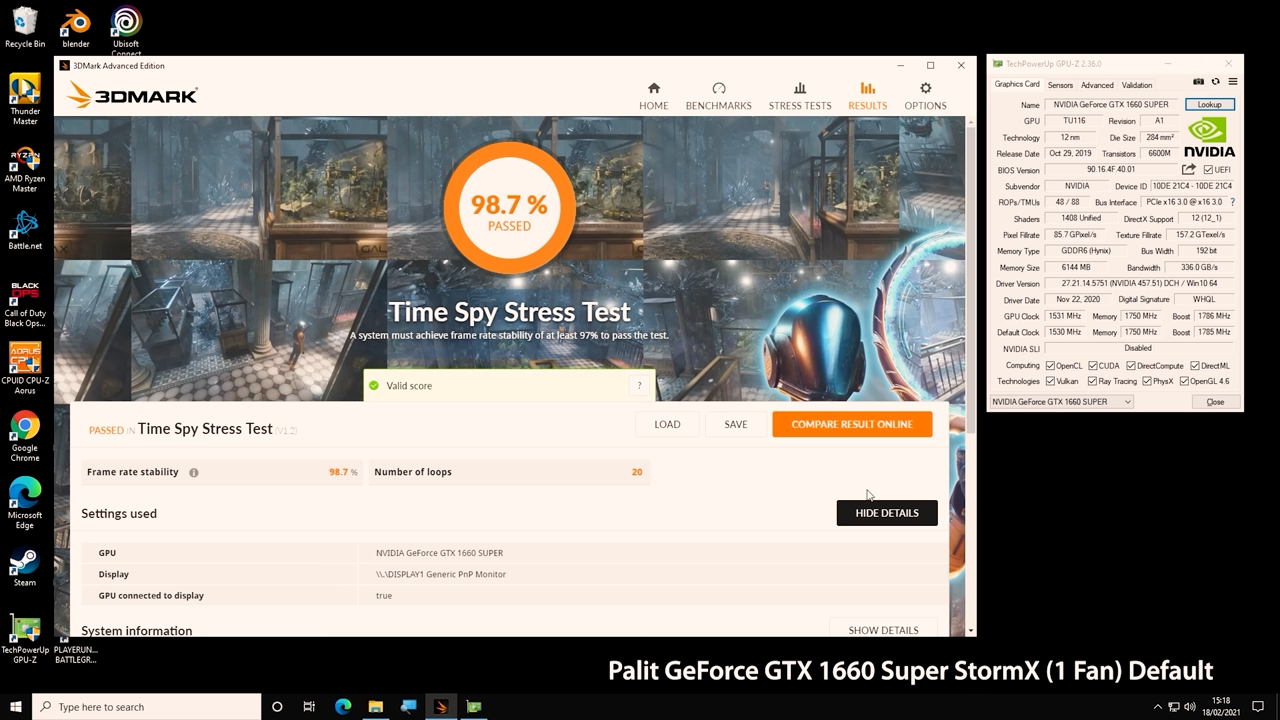 Recycle Bin
blender
Ubisoft Connect
Thunder Master
AMD Ryzen Master
Battle.net
BLACK OPS
Call of Duty Black Ops...
CPUID CPU-Z Aorus
Google Chrome
Microsoft Edge
Steam
TechPowerUp GPU-Z
PLAYERUN... BATTLEGR...
3DMark Advanced Edition
3DMARK
HOME
BENCHMARKS
STRESS TESTS
RESULTS
OPTIONS
98.7 %
PASSED
Time Spy Stress Test
A system must achieve frame rate stability of at least 97% to pass the test.
Valid score
?
PASSED IN Time Spy Stress Test (V1.2)
LOAD
SAVE
COMPARE RESULT ONLINE
Frame rate stability 98.7 %
Number of loops 20
Settings used
HIDE DETAILS
GPU NVIDIA GeForce GTX 1660 SUPER
Display \\.\DISPLAY1 Generic PnP Monitor
GPU connected to display true
System information
SHOW DETAILS
TechPowerUp GPU-Z 2.36.0
Graphics Card Sensors Advanced Validation
Name NVIDIA GeForce GTX 1660 SUPER Lookup
GPU TU116 Revision A1
Technology 12 nm Die Size 284 mm²
Release Date Oct 29, 2019 Transistors 6600M
NVIDIA
BIOS Version 90.16.4F.40.01 UEFI
Subvendor NVIDIA Device ID 10DE 21C4 - 10DE 21C4
ROPs/TMUs 48 / 88 Bus Interface PCIe x16 3.0 @ x16 3.0 ?
Shaders 1408 Unified DirectX Support 12 (12_1)
Pixel Fillrate 85.7 GPixel/s Texture Fillrate 157.2 GTexel/s
Memory Type GDDR6 (Hynix) Bus Width 192 bit
Memory Size 6144 MB Bandwidth 336.0 GB/s
Driver Version 27.21.14.5751 (NVIDIA 457.51) DCH / Win10 64
Driver Date Nov 22, 2020 Digital Signature WHQL
GPU Clock 1531 MHz Memory 1750 MHz Boost 1786 MHz
Default Clock 1530 MHz Memory 1750 MHz Boost 1785 MHz
NVIDIA SLI Disabled
Computing OpenCL CUDA DirectCompute DirectML
Technologies Vulkan Ray Tracing PhysX OpenGL 4.6
NVIDIA GeForce GTX 1660 SUPER Close
Palit GeForce GTX 1660 Super StormX (1 Fan) Default
Type here to search
15:18
18/02/2021